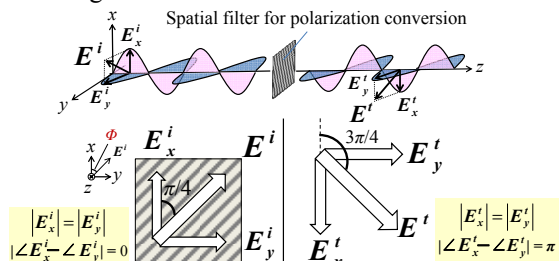 Spatial filter for polarization conversion
x
E^i
E_x^i
y
E_y^i
z
E_y^t
E^t
E_x^t
Φ
x
E^i
z
y
E_x^i
E^i
π/4
E_y^i
3π/4
E_y^t
E^t
|E_x^i|=|E_y^i|
|∠E_x^i−∠E_y^i|=0
|E_x^t|=|E_y^t|
|∠E_x^t−∠E_y^t|=π